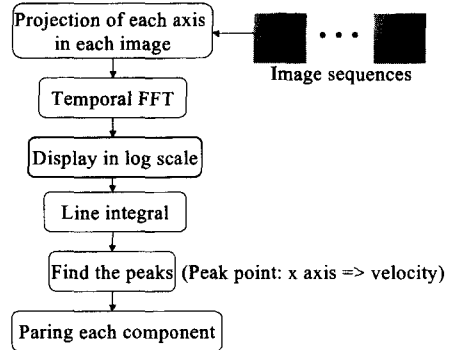 Projection of each axis
in each image
Image sequences
Temporal FFT
Display in log scale
Line integral
Find the peaks (Peak point: x axis => velocity)
Paring each component